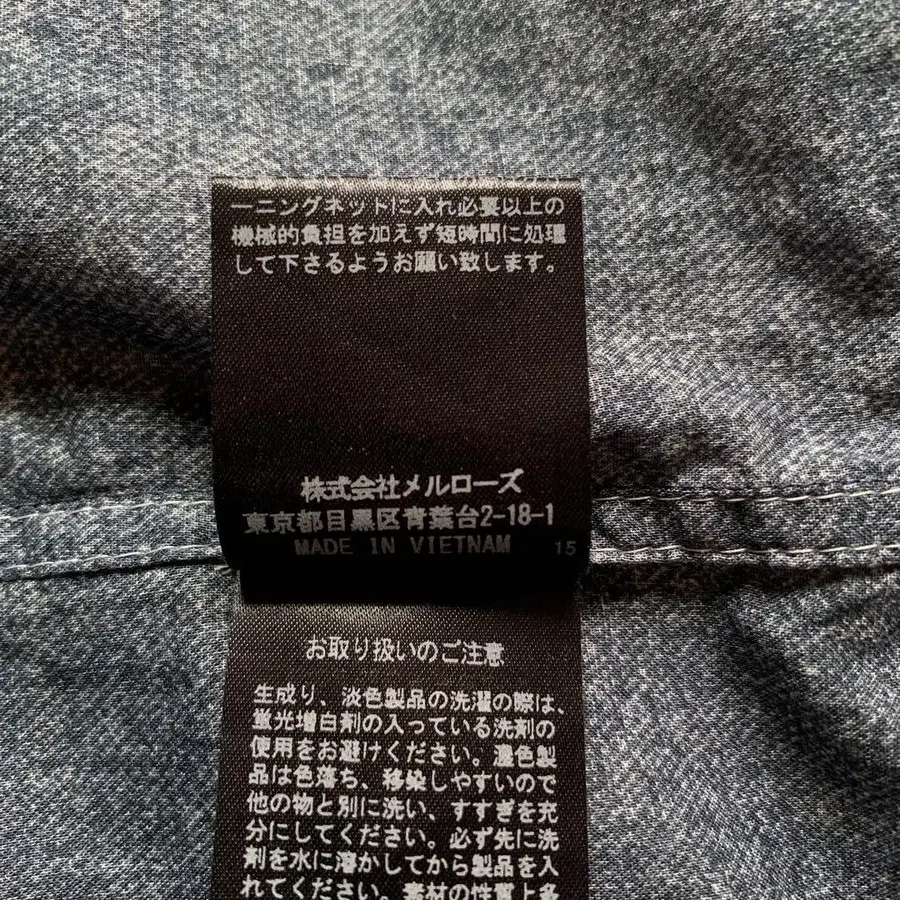 ーニングネットに入れ必要以上の
機械的負担を加えず短時間に処理
して下さるようお願い致します。
株式会社メルローズ
東京都目黒区青葉台2-18-1
MADE IN VIETNAM 15
お取り扱いのご注意
生成り、淡色製品の洗濯の際は、
蛍光増白剤の入っている洗剤の
使用をお避けください。濃色製
品は色落ち、移染しやすいので
他の物と別に洗い、すすぎを充
分にしてください。必ず先に洗
剤を水に溶かしてから製品を入
れてください。素材の性質上多